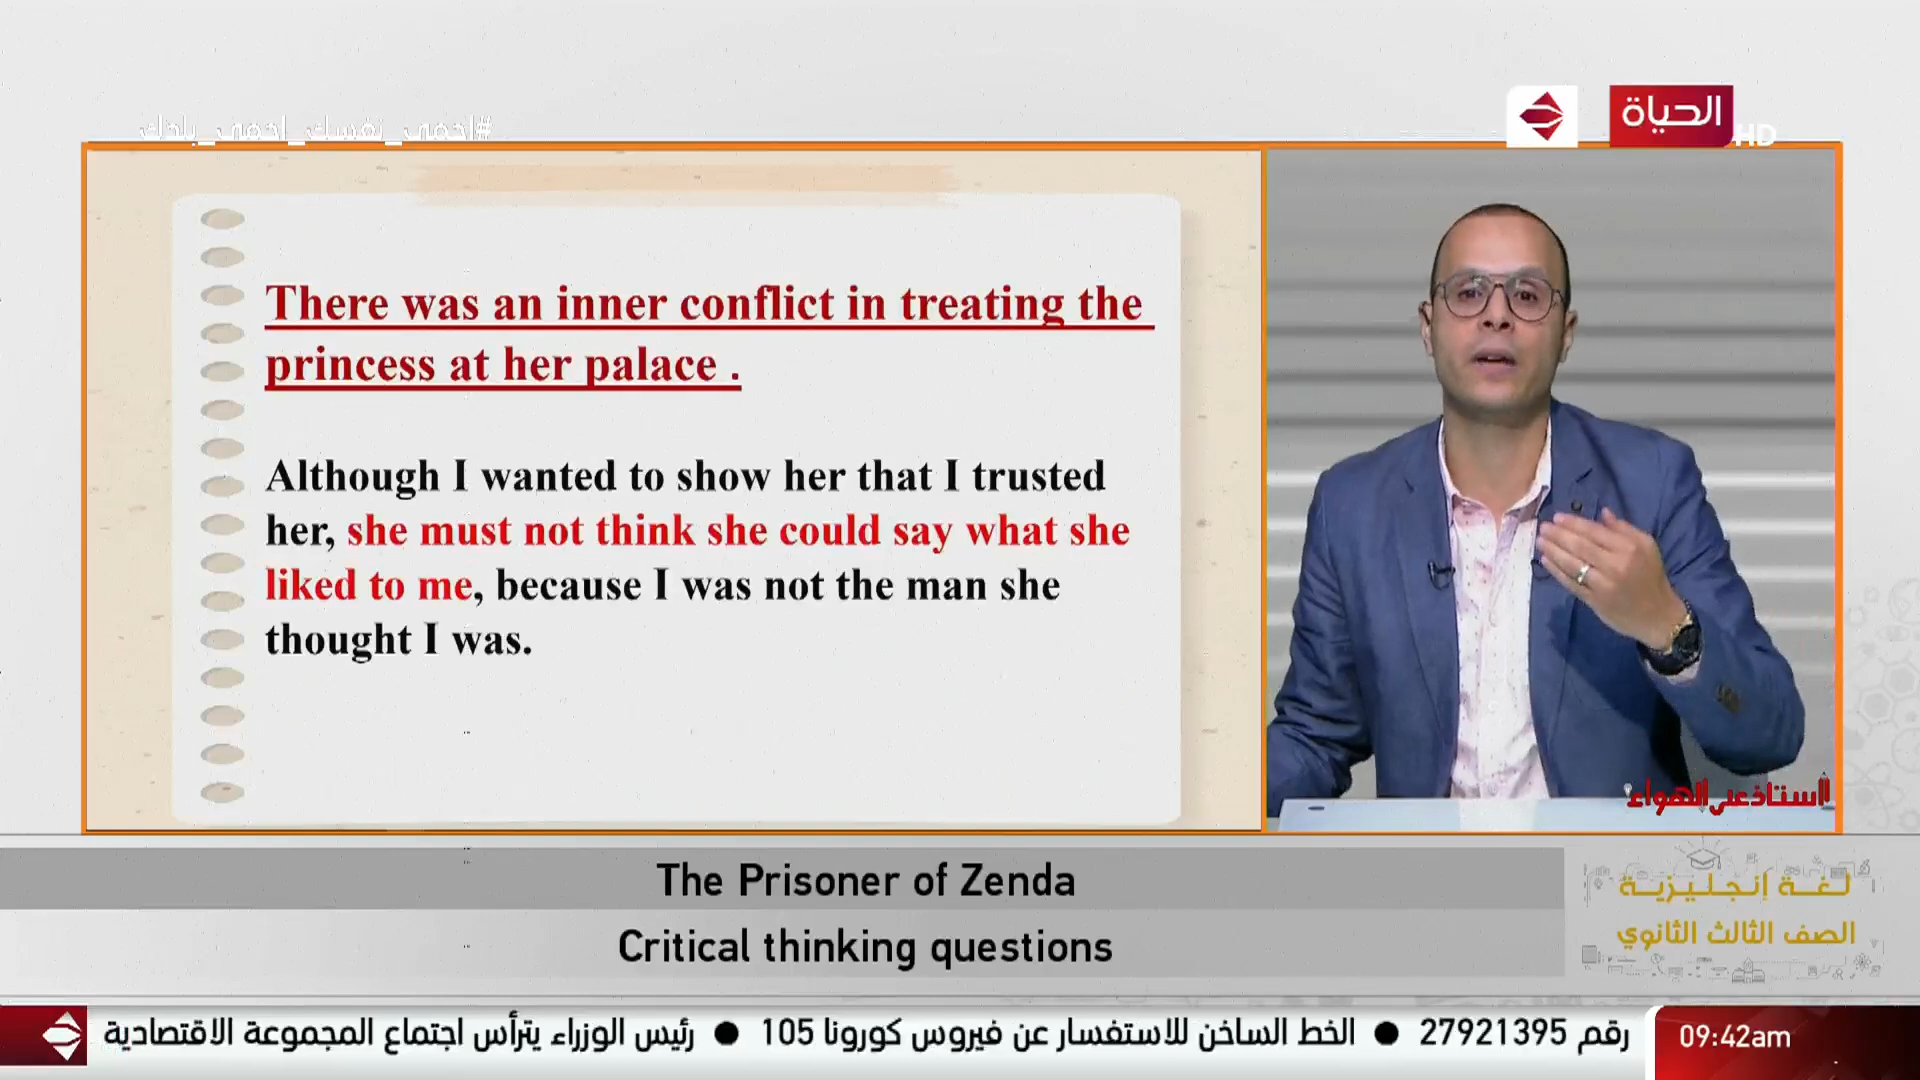 #احمي_نفسك_إحمي_بلدك
الحياة
HD
There was an inner conflict in treating the
princess at her palace .
Although I wanted to show her that I trusted
her, she must not think she could say what she
liked to me, because I was not the man she
thought I was.
أستاذ على الهواء
The Prisoner of Zenda
Critical thinking questions
لغة إنجليزية
الصف الثالث الثانوي
رقم 27921395 ● الخط الساخن للاستفسار عن فيروس كورونا 105 ● رئيس الوزراء يترأس اجتماع المجموعة الاقتصادية
09:42am